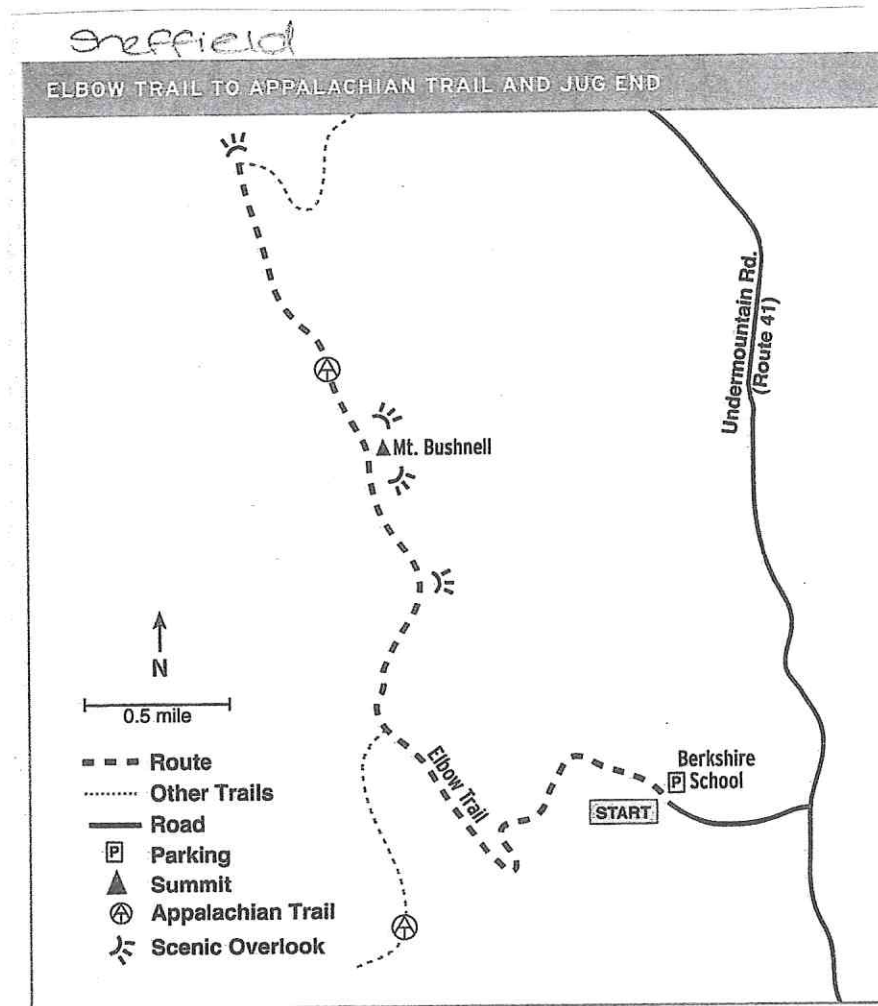 Sheffield
ELBOW TRAIL TO APPALACHIAN TRAIL AND JUG END
Undermountain Rd.
(Route 41)
Mt. Bushnell
N
0.5 mile
Elbow Trail
Berkshire
P School
START
Route
Other Trails
Road
P Parking
Summit
Appalachian Trail
Scenic Overlook